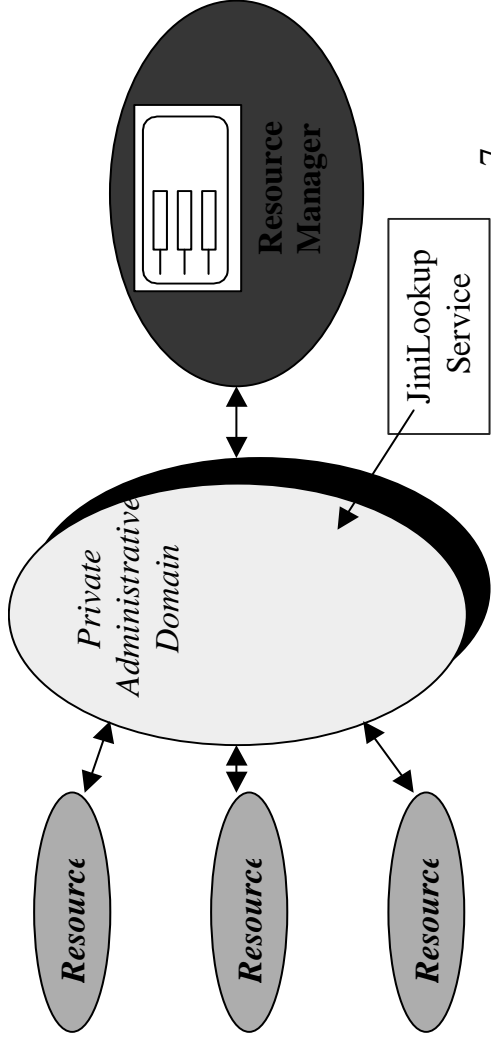 Resource
Resource
Resource
Private
Administrative
Domain
JiniLookup
Service
Resource
Manager
7